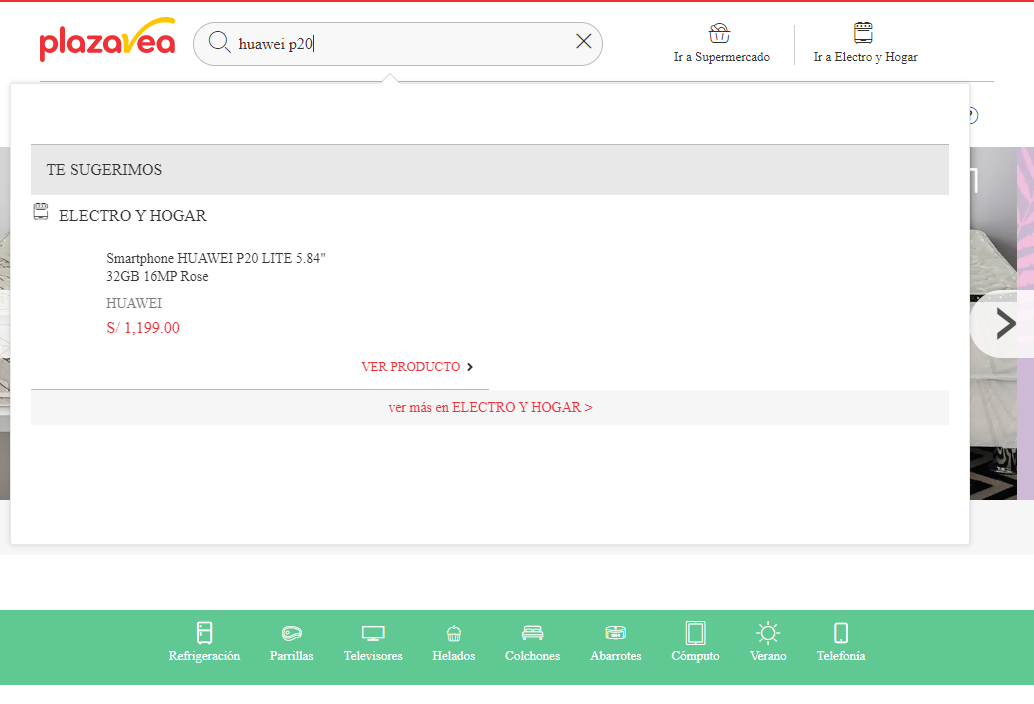 plazavea
huawei p20
Ir a Supermercado
Ir a Electro y Hogar
?
TE SUGERIMOS
ELECTRO Y HOGAR
Smartphone HUAWEI P20 LITE 5.84"
32GB 16MP Rose
HUAWEI
S/ 1,199.00
VER PRODUCTO
ver más en ELECTRO Y HOGAR >
Refrigeración
Parrillas
Televisores
Helados
Colchones
Abarrotes
Cómputo
Verano
Telefonía